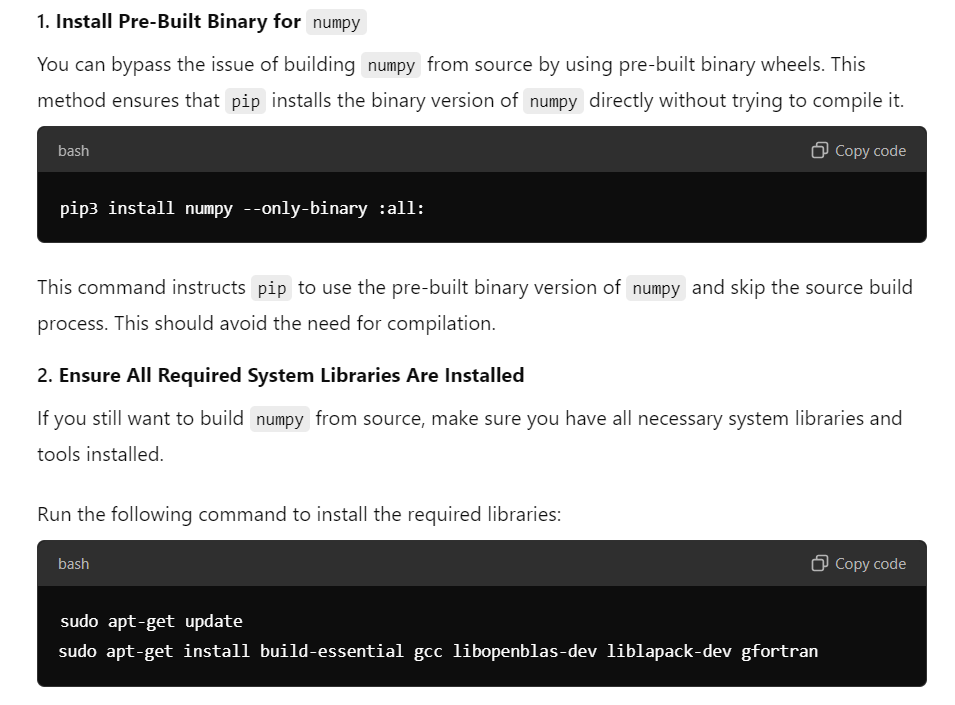 1. Install Pre-Built Binary for numpy
You can bypass the issue of building numpy from source by using pre-built binary wheels. This
method ensures that pip installs the binary version of numpy directly without trying to compile it.
bash Copy code
pip3 install numpy --only-binary :all:
This command instructs pip to use the pre-built binary version of numpy and skip the source build
process. This should avoid the need for compilation.
2. Ensure All Required System Libraries Are Installed
If you still want to build numpy from source, make sure you have all necessary system libraries and
tools installed.
Run the following command to install the required libraries:
bash Copy code
sudo apt-get update
sudo apt-get install build-essential gcc libopenblas-dev liblapack-dev gfortran